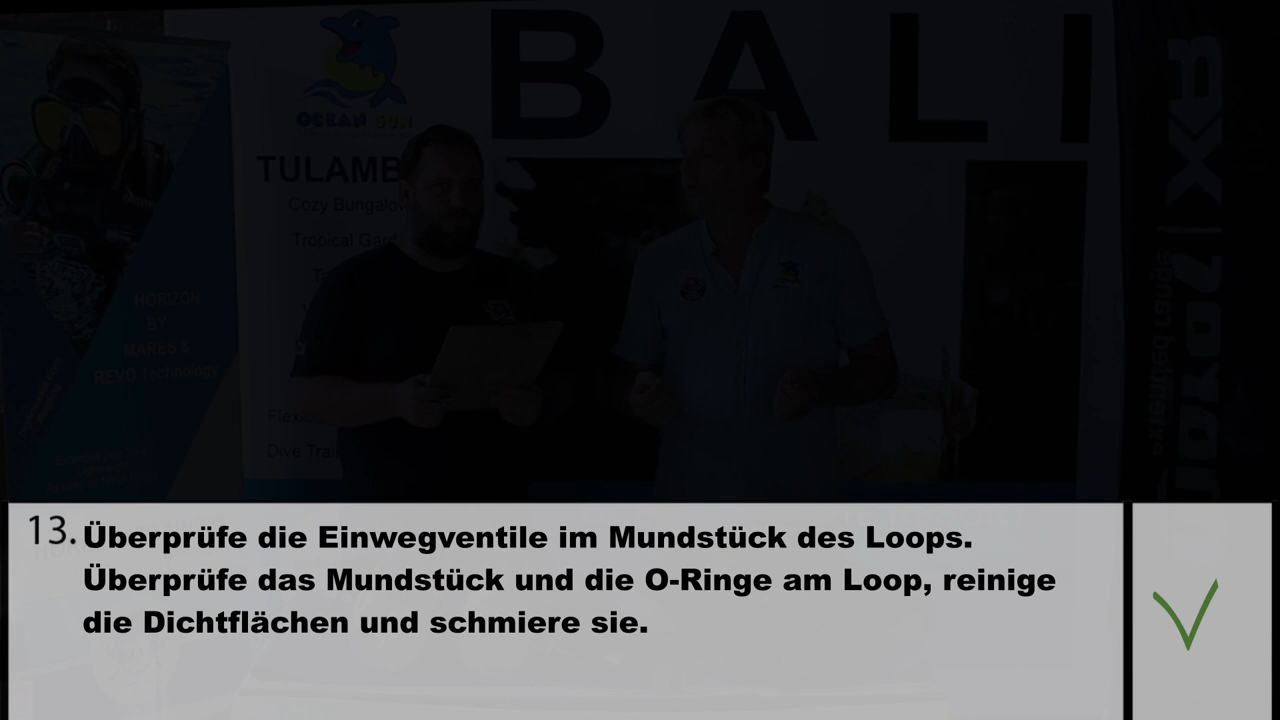 BALI
OCEAN SUN
TULAMB
Cozy Bungalow
Tropical Gard
HORIZON
BY
MARES &
REVO Technology
Dive Trai
13. Überprüfe die Einwegventile im Mundstück des Loops.
Überprüfe das Mundstück und die O-Ringe am Loop, reinige
die Dichtflächen und schmiere sie.